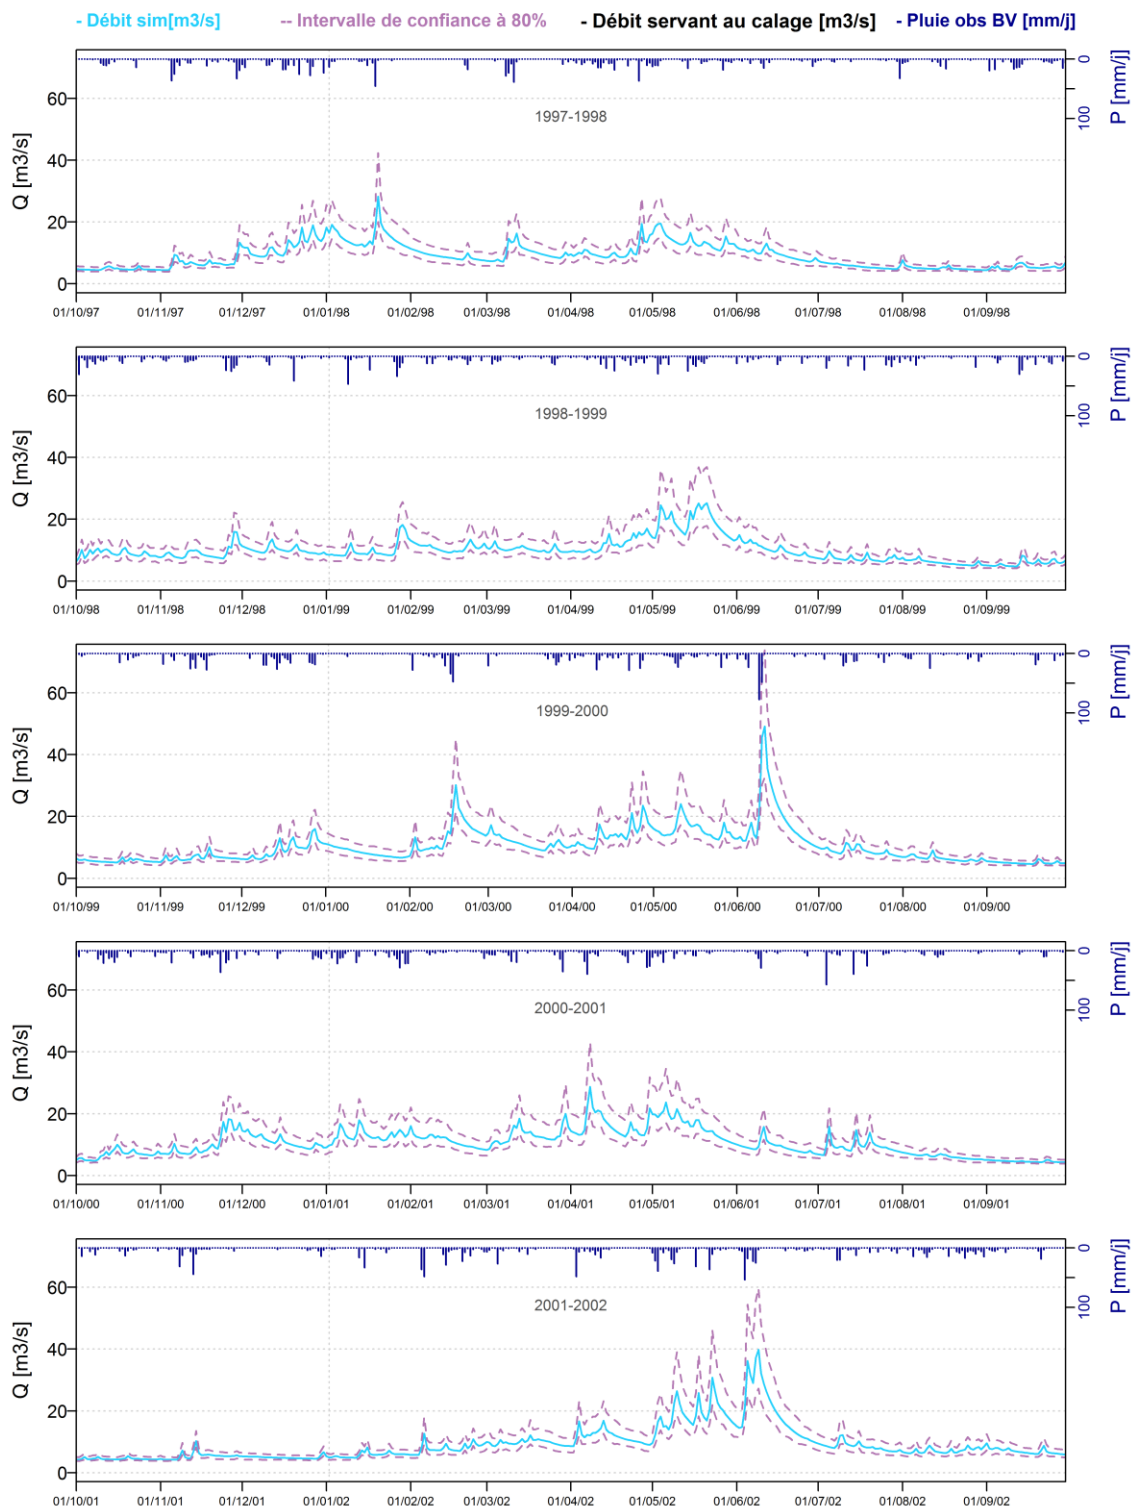 - Débit sim[m3/s] -- Intervalle de confiance à 80% - Débit servant au calage [m3/s] - Pluie obs BV [mm/j]
Q [m3/s]
60
40
20
0
1997-1998
0
100
P [mm/j]
01/10/97 01/11/97 01/12/97 01/01/98 01/02/98 01/03/98 01/04/98 01/05/98 01/06/98 01/07/98 01/08/98 01/09/98
Q [m3/s]
60
40
20
0
1998-1999
0
100
P [mm/j]
01/10/98 01/11/98 01/12/98 01/01/99 01/02/99 01/03/99 01/04/99 01/05/99 01/06/99 01/07/99 01/08/99 01/09/99
Q [m3/s]
60
40
20
0
1999-2000
0
100
P [mm/j]
01/10/99 01/11/99 01/12/99 01/01/00 01/02/00 01/03/00 01/04/00 01/05/00 01/06/00 01/07/00 01/08/00 01/09/00
Q [m3/s]
60
40
20
0
2000-2001
0
100
P [mm/j]
01/10/00 01/11/00 01/12/00 01/01/01 01/02/01 01/03/01 01/04/01 01/05/01 01/06/01 01/07/01 01/08/01 01/09/01
Q [m3/s]
60
40
20
0
2001-2002
0
100
P [mm/j]
01/10/01 01/11/01 01/12/01 01/01/02 01/02/02 01/03/02 01/04/02 01/05/02 01/06/02 01/07/02 01/08/02 01/09/02